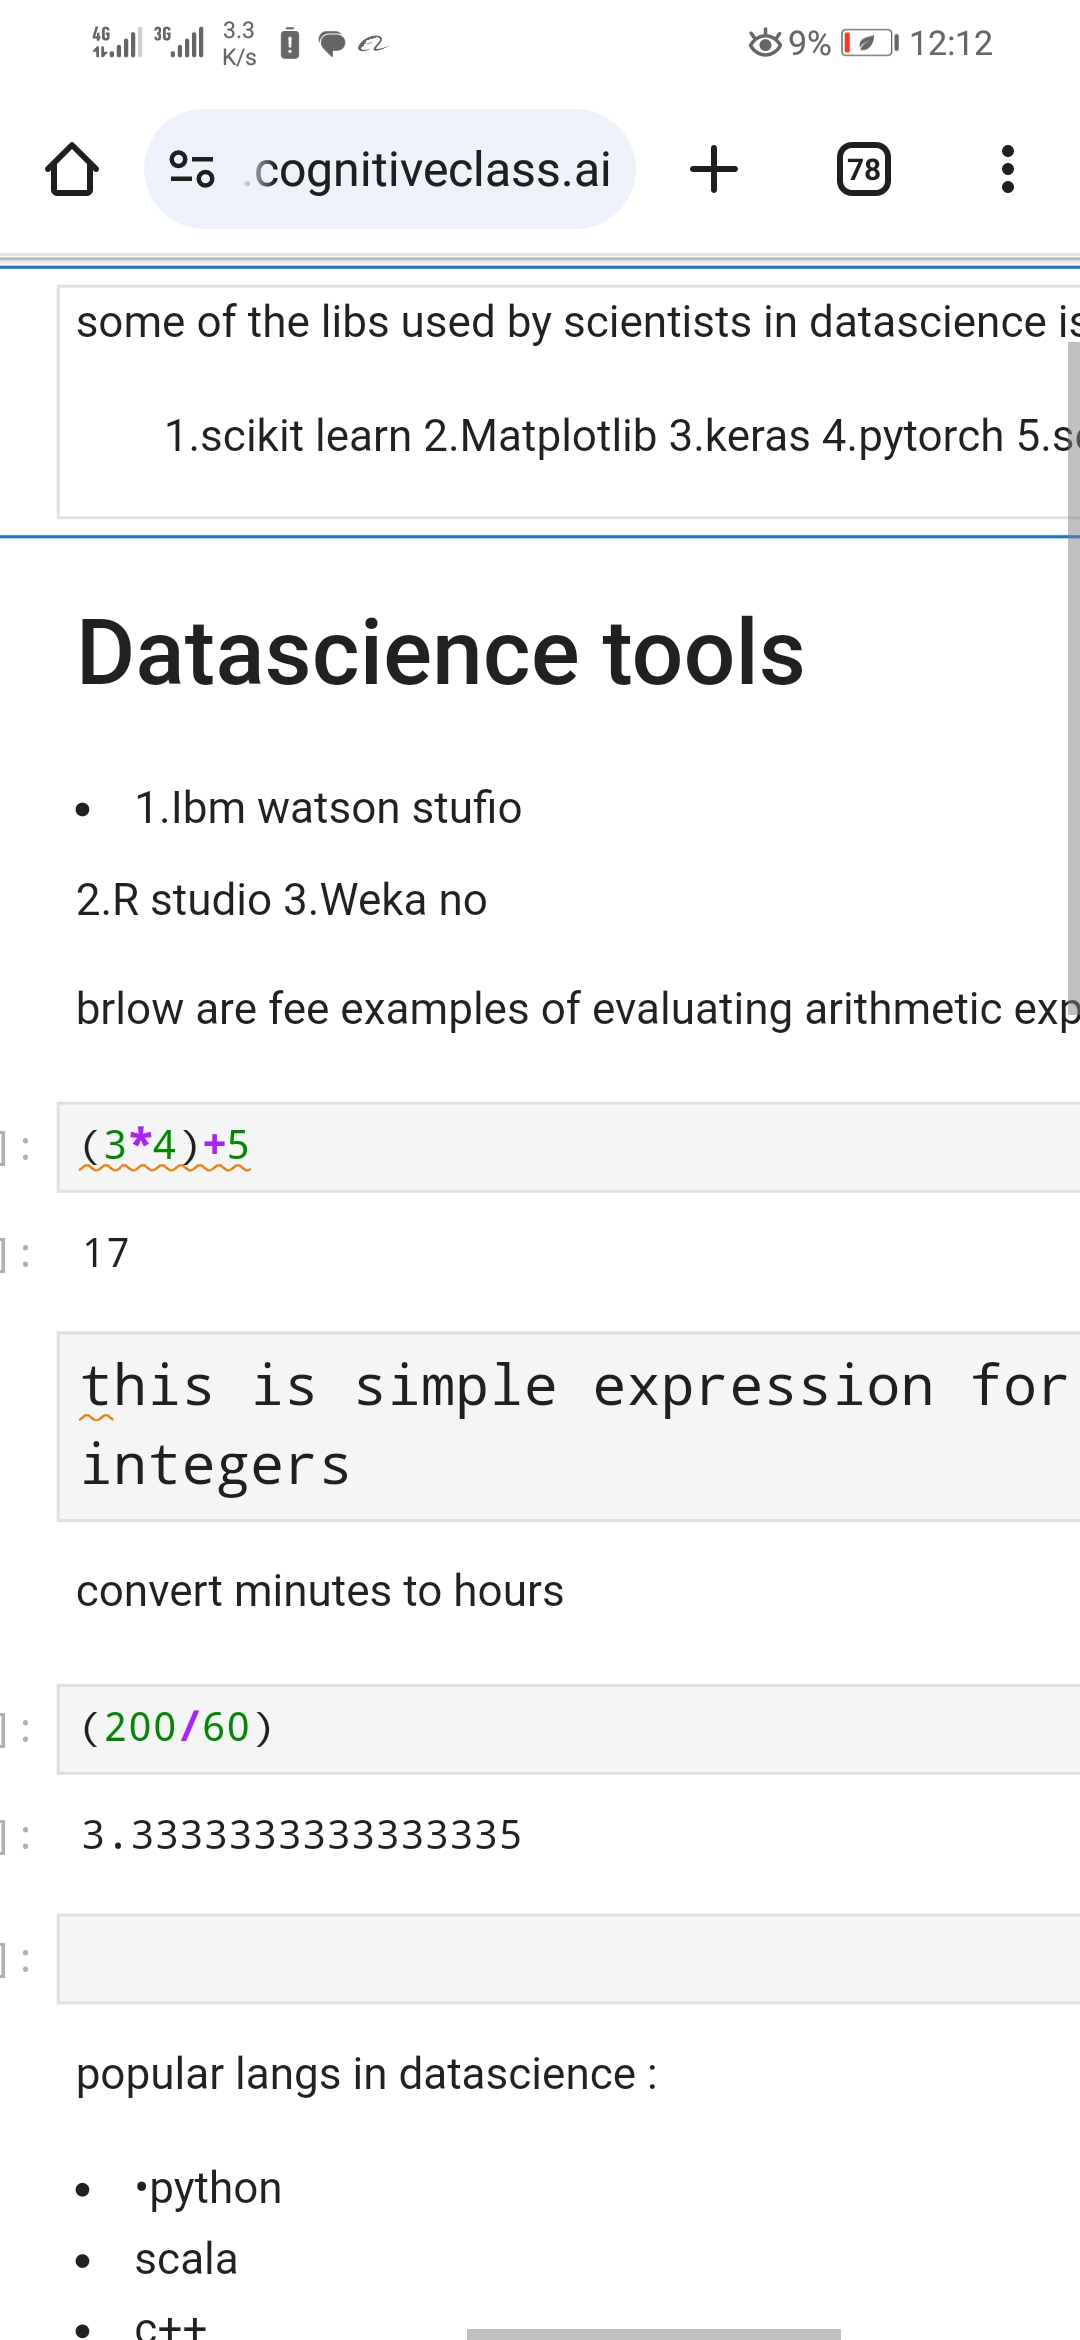 4G 3G 3.3 K/s 9% 12:12
.cognitiveclass.ai 78
some of the libs used by scientists in datascience is
1.scikit learn 2.Matplotlib 3.keras 4.pytorch 5.s
Datascience tools
• 1.Ibm watson stufio
2.R studio 3.Weka no
brlow are fee examples of evaluating arithmetic exp
]: (3*4)+5
]: 17
this is simple expression for
integers
convert minutes to hours
]: (200/60)
]: 3.3333333333333335
]:
popular langs in datascience :
• •python
• scala
• c++